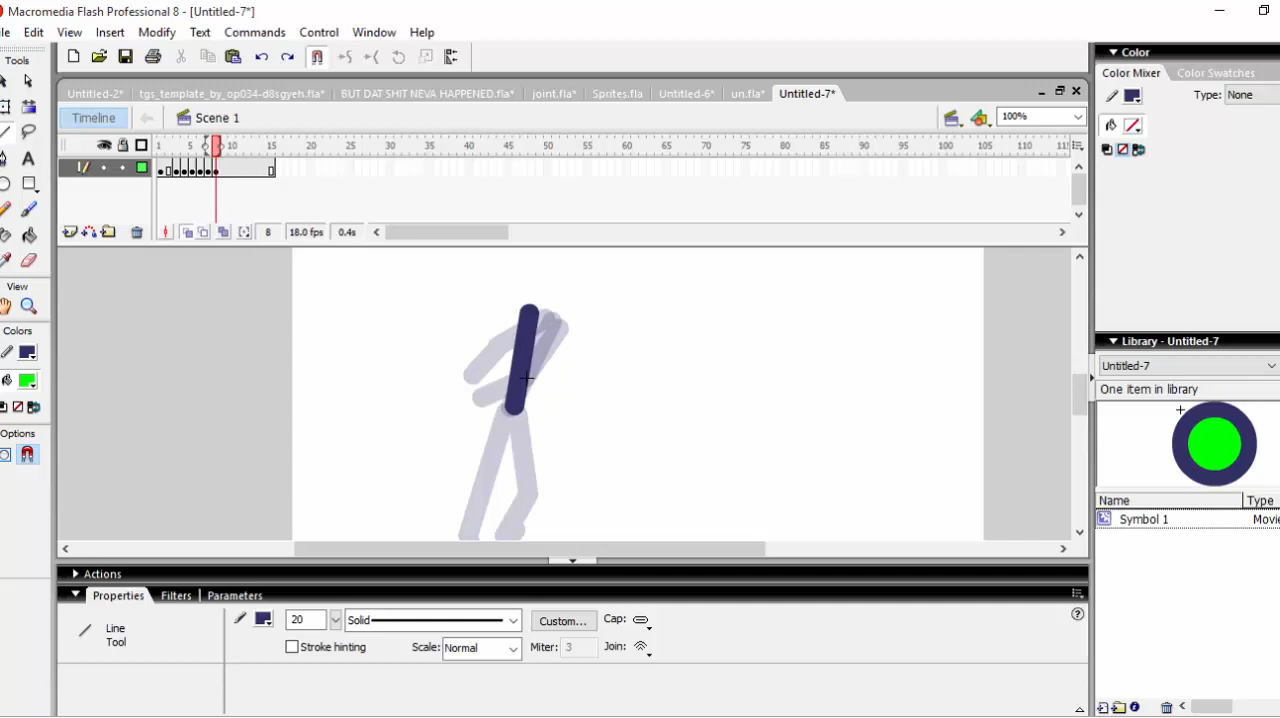 Macromedia Flash Professional 8 - [Untitled-7*]
Edit View Insert Modify Text Commands Control Window Help
Tools
Untitled-2* tgs_template_by_op034-d8sgyeh.fla* BUT DAT SHIT NEVA HAPPENED.fla* joint.fla* Sprites.fla Untitled-6* un.fla* Untitled-7*
Timeline Scene 1 100%
1 5 10 15 20 25 30 35 40 45 50 55 60 65 70 75 80 85 90 95 100 105 110
8 18.0 fps 0.4s
View
Colors
Options
Color
Color Mixer Color Swatches
Type: None
Library - Untitled-7
Untitled-7
One item in library
Name Type
Symbol 1 Movie
Actions
Properties Filters Parameters
Line Tool
20 Solid Custom... Cap:
Stroke hinting Scale: Normal Miter: 3 Join: